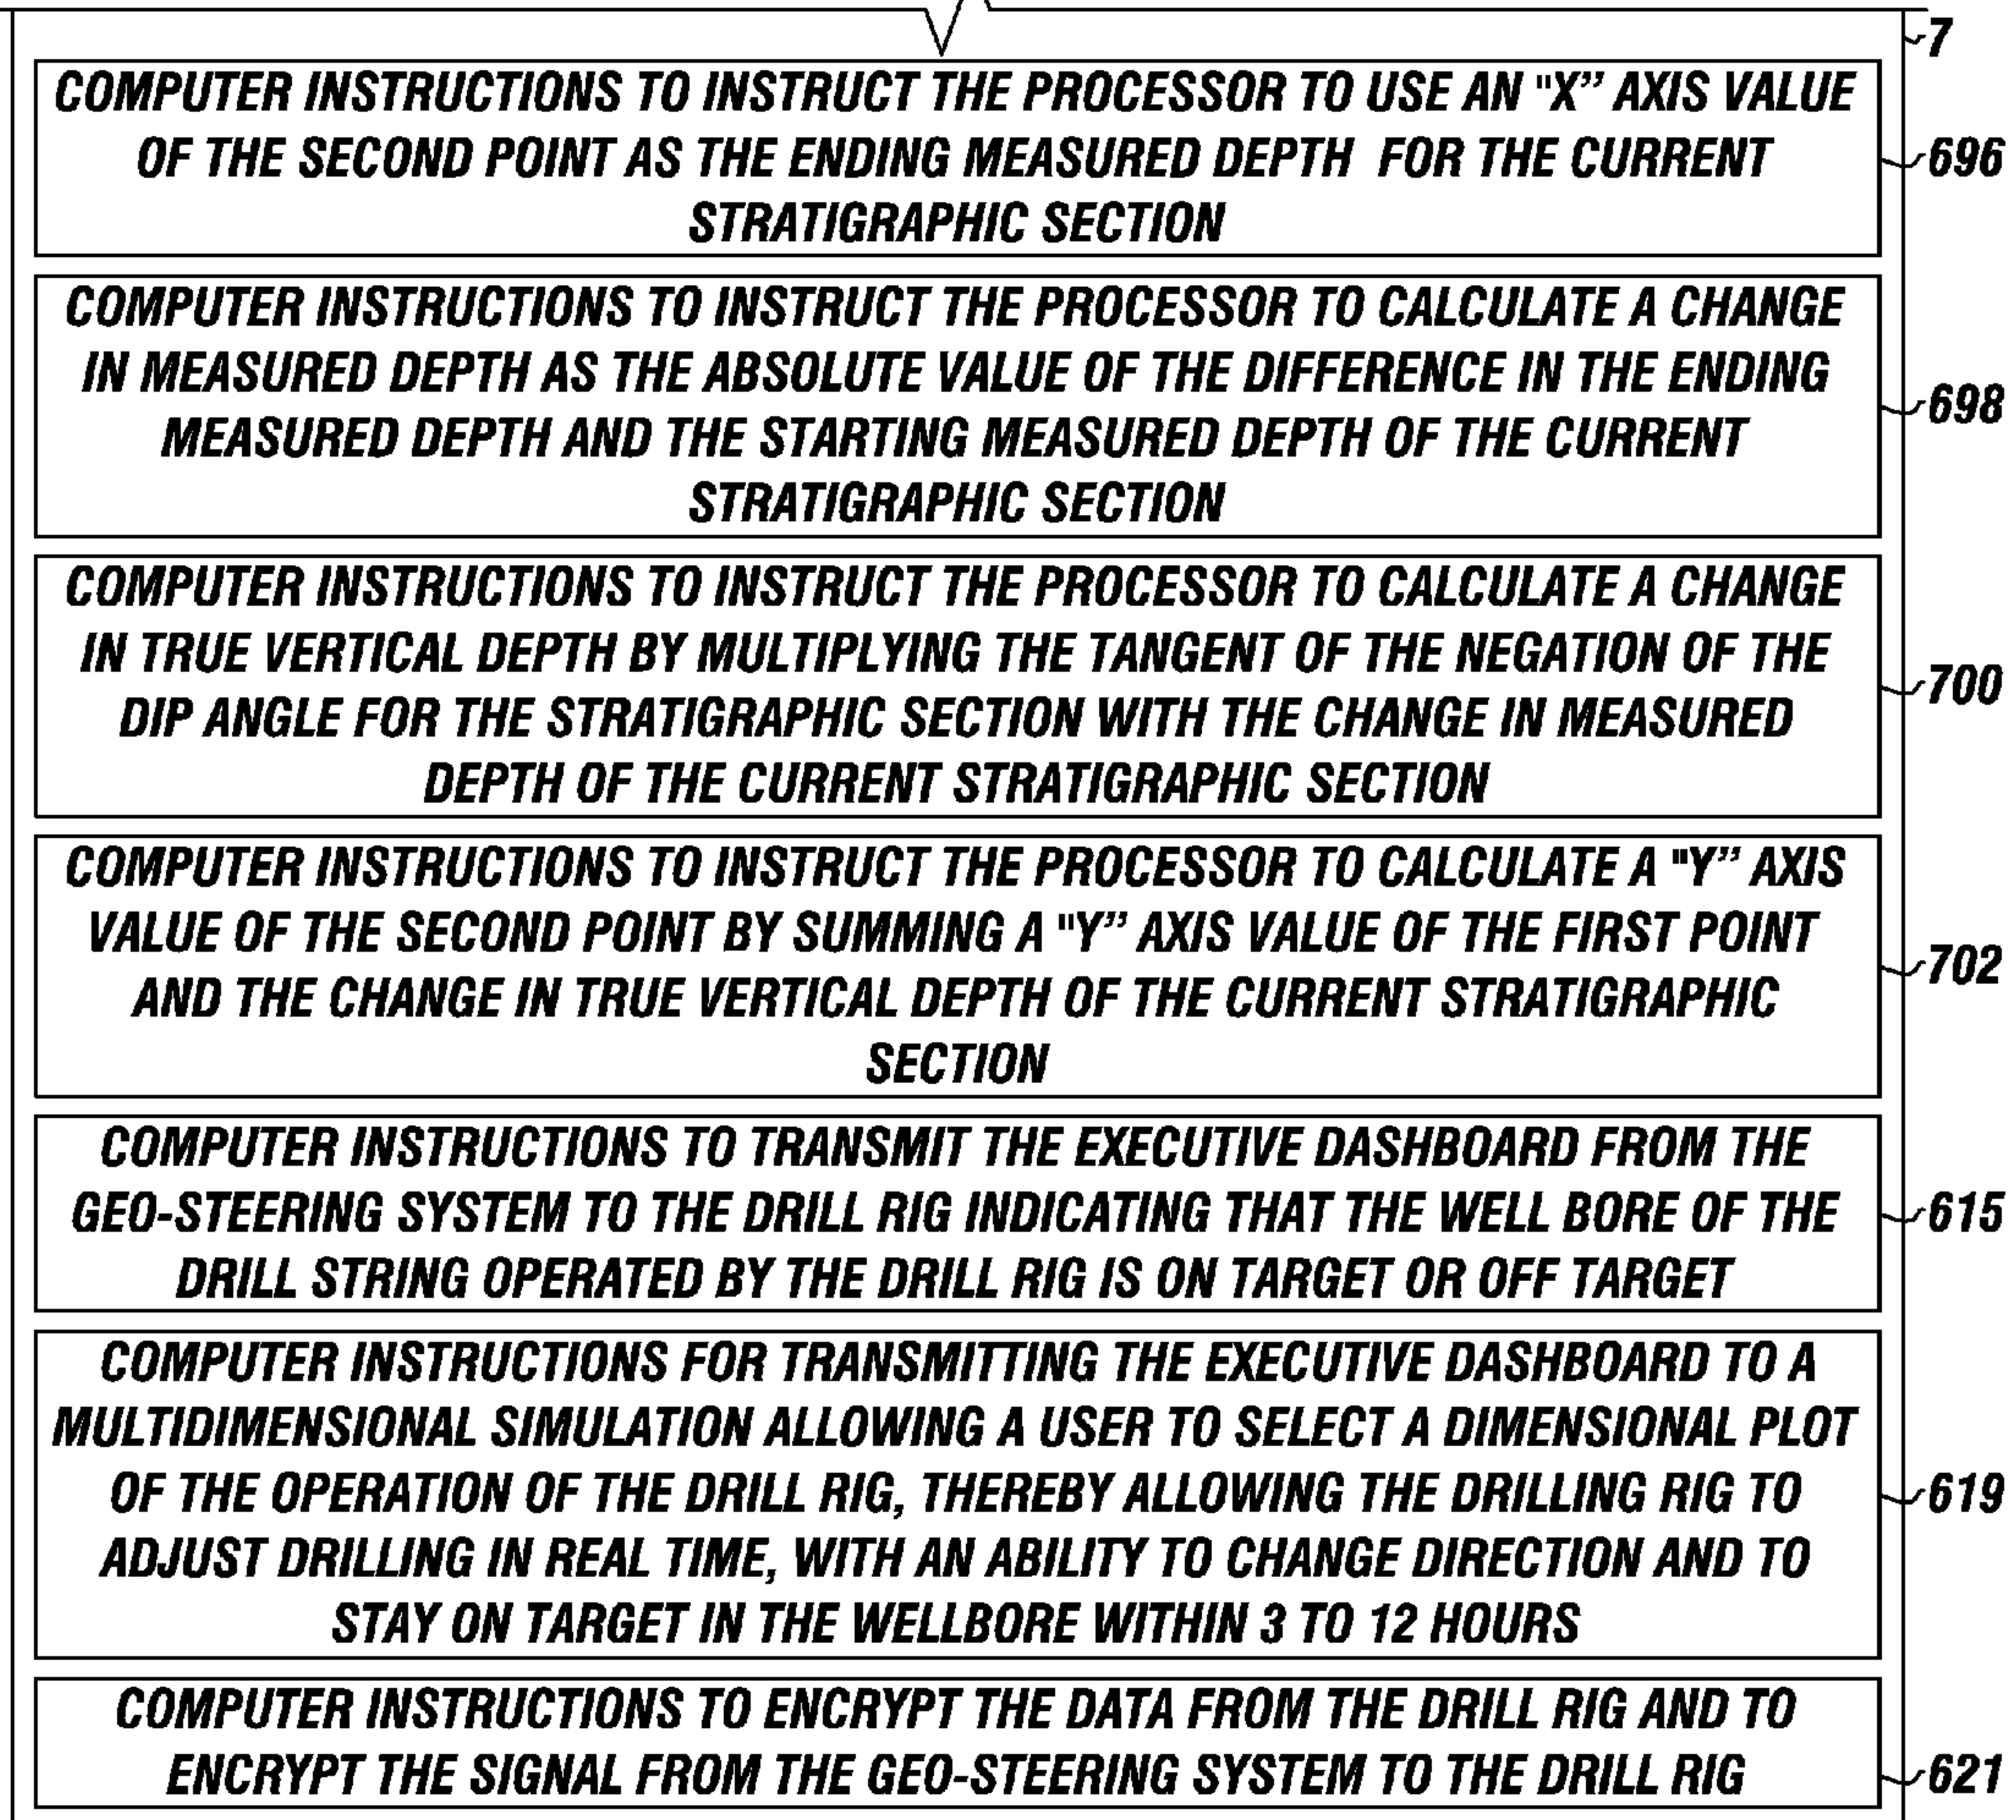 7
COMPUTER INSTRUCTIONS TO INSTRUCT THE PROCESSOR TO USE AN "X" AXIS VALUE
OF THE SECOND POINT AS THE ENDING MEASURED DEPTH FOR THE CURRENT
STRATIGRAPHIC SECTION
696
COMPUTER INSTRUCTIONS TO INSTRUCT THE PROCESSOR TO CALCULATE A CHANGE
IN MEASURED DEPTH AS THE ABSOLUTE VALUE OF THE DIFFERENCE IN THE ENDING
MEASURED DEPTH AND THE STARTING MEASURED DEPTH OF THE CURRENT
STRATIGRAPHIC SECTION
698
COMPUTER INSTRUCTIONS TO INSTRUCT THE PROCESSOR TO CALCULATE A CHANGE
IN TRUE VERTICAL DEPTH BY MULTIPLYING THE TANGENT OF THE NEGATION OF THE
DIP ANGLE FOR THE STRATIGRAPHIC SECTION WITH THE CHANGE IN MEASURED
DEPTH OF THE CURRENT STRATIGRAPHIC SECTION
700
COMPUTER INSTRUCTIONS TO INSTRUCT THE PROCESSOR TO CALCULATE A "Y" AXIS
VALUE OF THE SECOND POINT BY SUMMING A "Y" AXIS VALUE OF THE FIRST POINT
AND THE CHANGE IN TRUE VERTICAL DEPTH OF THE CURRENT STRATIGRAPHIC
SECTION
702
COMPUTER INSTRUCTIONS TO TRANSMIT THE EXECUTIVE DASHBOARD FROM THE
GEO-STEERING SYSTEM TO THE DRILL RIG INDICATING THAT THE WELL BORE OF THE
DRILL STRING OPERATED BY THE DRILL RIG IS ON TARGET OR OFF TARGET
615
COMPUTER INSTRUCTIONS FOR TRANSMITTING THE EXECUTIVE DASHBOARD TO A
MULTIDIMENSIONAL SIMULATION ALLOWING A USER TO SELECT A DIMENSIONAL PLOT
OF THE OPERATION OF THE DRILL RIG, THEREBY ALLOWING THE DRILLING RIG TO
ADJUST DRILLING IN REAL TIME, WITH AN ABILITY TO CHANGE DIRECTION AND TO
STAY ON TARGET IN THE WELLBORE WITHIN 3 TO 12 HOURS
619
COMPUTER INSTRUCTIONS TO ENCRYPT THE DATA FROM THE DRILL RIG AND TO
ENCRYPT THE SIGNAL FROM THE GEO-STEERING SYSTEM TO THE DRILL RIG
621